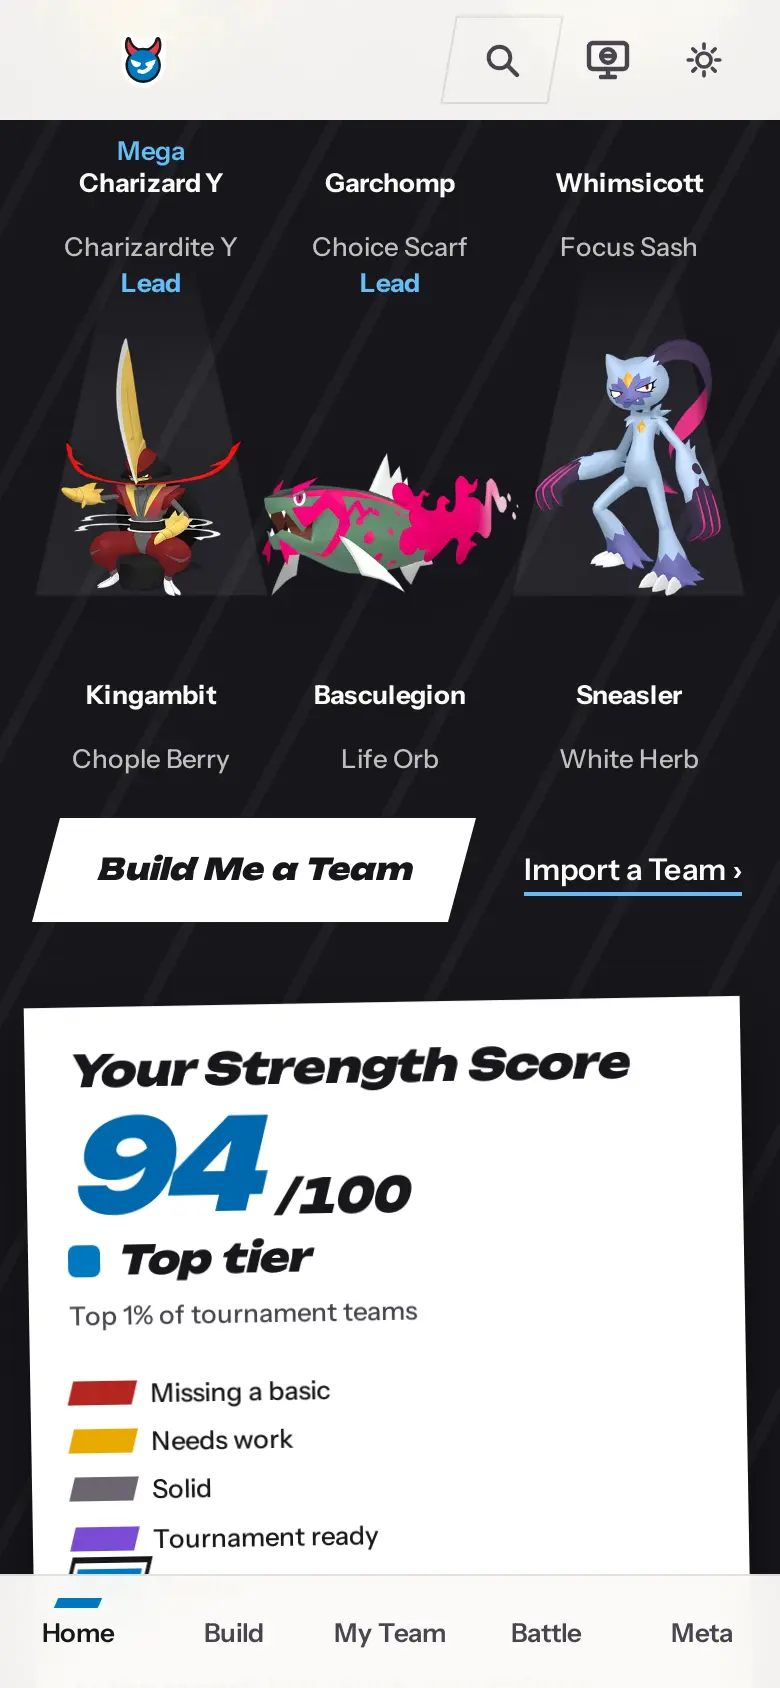 Mega
Charizard Y
Garchomp
Whimsicott
Charizardite Y
Choice Scarf
Focus Sash
Lead
Lead
Kingambit
Basculegion
Sneasler
Chople Berry
Life Orb
White Herb
Build Me a Team
Import a Team ›
Your Strength Score
94/100
Top tier
Top 1% of tournament teams
Missing a basic
Needs work
Solid
Tournament ready
Home
Build
My Team
Battle
Meta